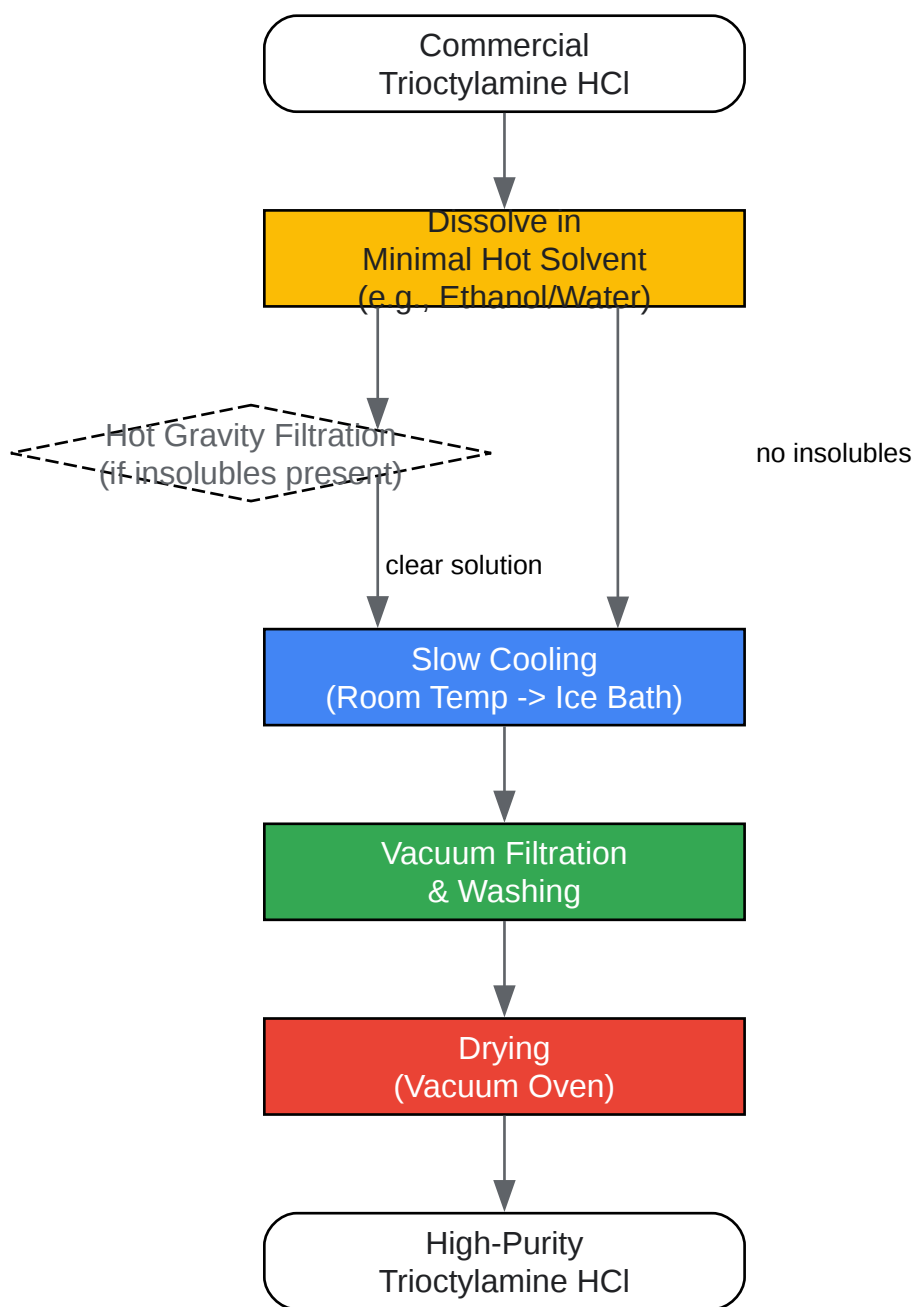 Commercial
Trioctylamine HCl
Dissolve in
Minimal Hot Solvent
(e.g., Ethanol/Water)
Hot Gravity Filtration
(if insolubles present)
no insolubles
clear solution
Slow Cooling
(Room Temp -> Ice Bath)
Vacuum Filtration
& Washing
Drying
(Vacuum Oven)
High-Purity
Trioctylamine HCl